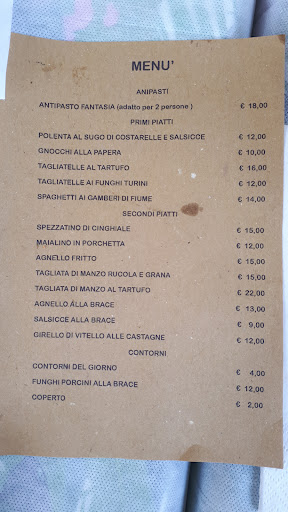 MENU'
ANIPASTI
ANTIPASTO FANTASIA (adatto per 2 persone ) € 18,00
PRIMI PIATTI
POLENTA AL SUGO DI COSTARELLE E SALSICCE € 12,00
GNOCCHI ALLA PAPERA € 10,00
TAGLIATELLE AL TARTUFO € 16,00
TAGLIATELLE AI FUNGHI TURINI € 12,00
SPAGHETTI AI GAMBERI DI FIUME € 14,00
SECONDI PIATTI
SPEZZATINO DI CINGHIALE € 15,00
MAIALINO IN PORCHETTA € 12,00
AGNELLO FRITTO € 15,00
TAGLIATA DI MANZO RUCOLA E GRANA € 15,00
TAGLIATA DI MANZO AL TARTUFO € 22,00
AGNELLO ALLA BRACE € 13,00
SALSICCE ALLA BRACE € 9,00
GIRELLO DI VITELLO ALLE CASTAGNE € 12,00
CONTORNI
CONTORNI DEL GIORNO € 4,00
FUNGHI PORCINI ALLA BRACE € 12,00
COPERTO € 2,00